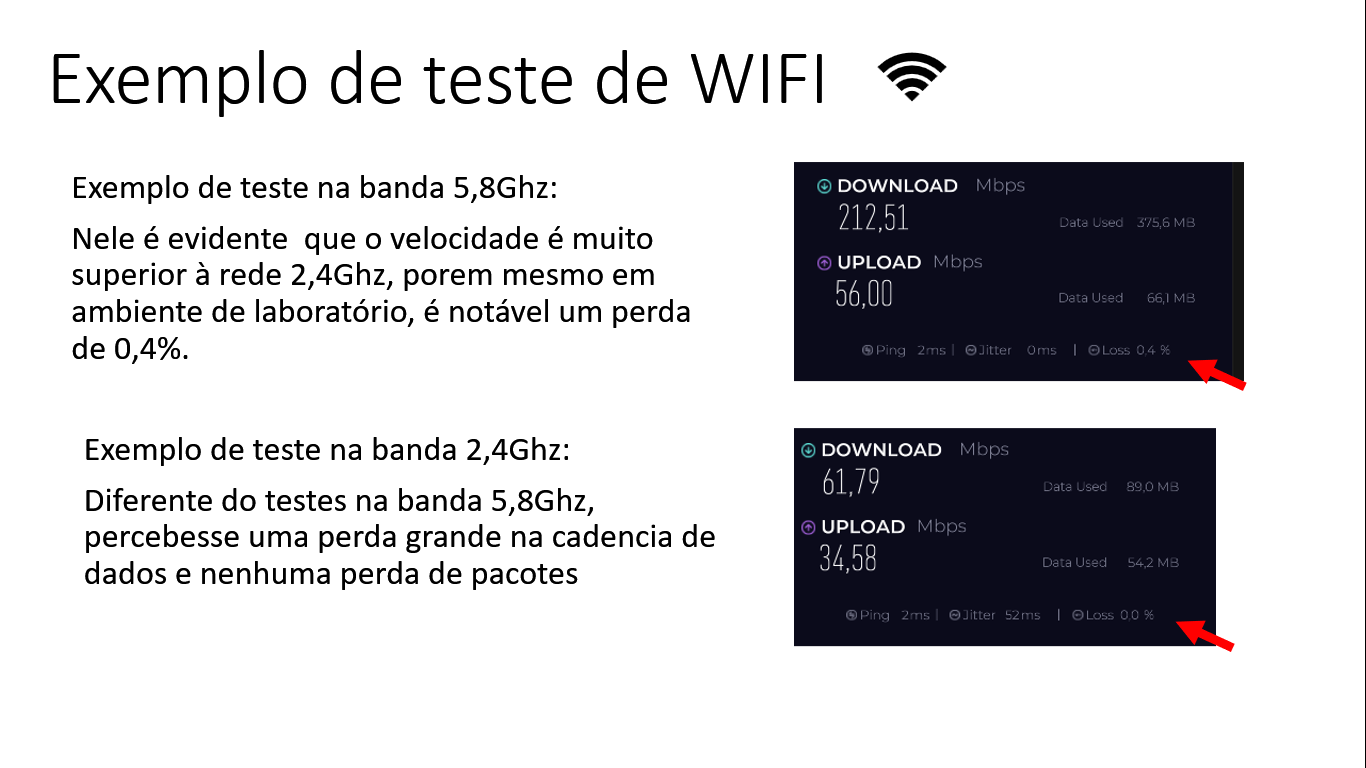 Exemplo de teste de WIFI
Exemplo de teste na banda 5,8Ghz:
Nele é evidente  que o velocidade é muito
superior à rede 2,4Ghz, porem mesmo em
ambiente de laboratório, é notável um perda
de 0,4%.
DOWNLOAD Mbps
212,51
Data Used 375,6 MB
UPLOAD Mbps
56,00
Data Used 66,1 MB
Ping 2ms | Jitter 0ms | Loss 0,4 %
Exemplo de teste na banda 2,4Ghz:
Diferente do testes na banda 5,8Ghz,
percebesse uma perda grande na cadencia de
dados e nenhuma perda de pacotes
DOWNLOAD Mbps
61,79
Data Used 89,0 MB
UPLOAD Mbps
34,58
Data Used 54,2 MB
Ping 2ms | Jitter 52ms | Loss 0,0 %